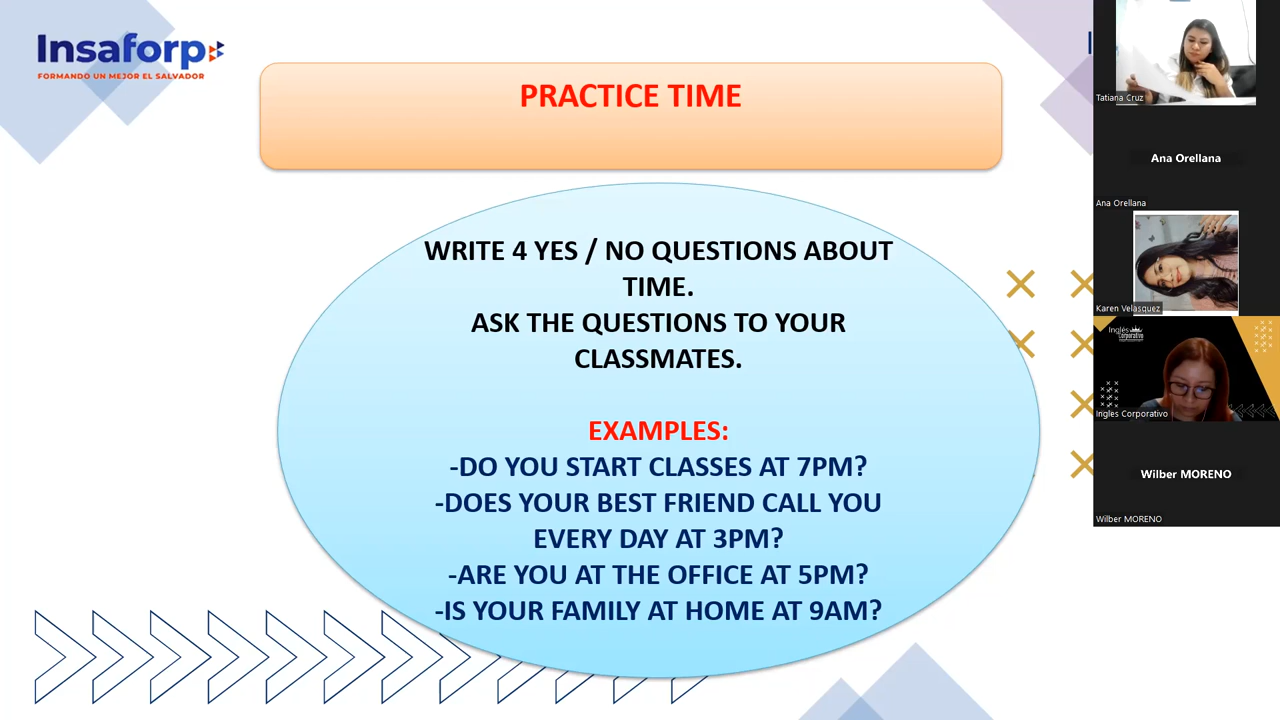 Insaforp
FORMANDO UN MEJOR EL SALVADOR
PRACTICE TIME
WRITE 4 YES / NO QUESTIONS ABOUT
TIME.
ASK THE QUESTIONS TO YOUR
CLASSMATES.
EXAMPLES:
-DO YOU START CLASSES AT 7PM?
-DOES YOUR BEST FRIEND CALL YOU
EVERY DAY AT 3PM?
-ARE YOU AT THE OFFICE AT 5PM?
-IS YOUR FAMILY AT HOME AT 9AM?
Tatiana Cruz
Ana Orellana
Ana Orellana
Karen Velasquez
Inglés
Corporativo
Ingles Corporativo
Wilber MORENO
Wilber MORENO